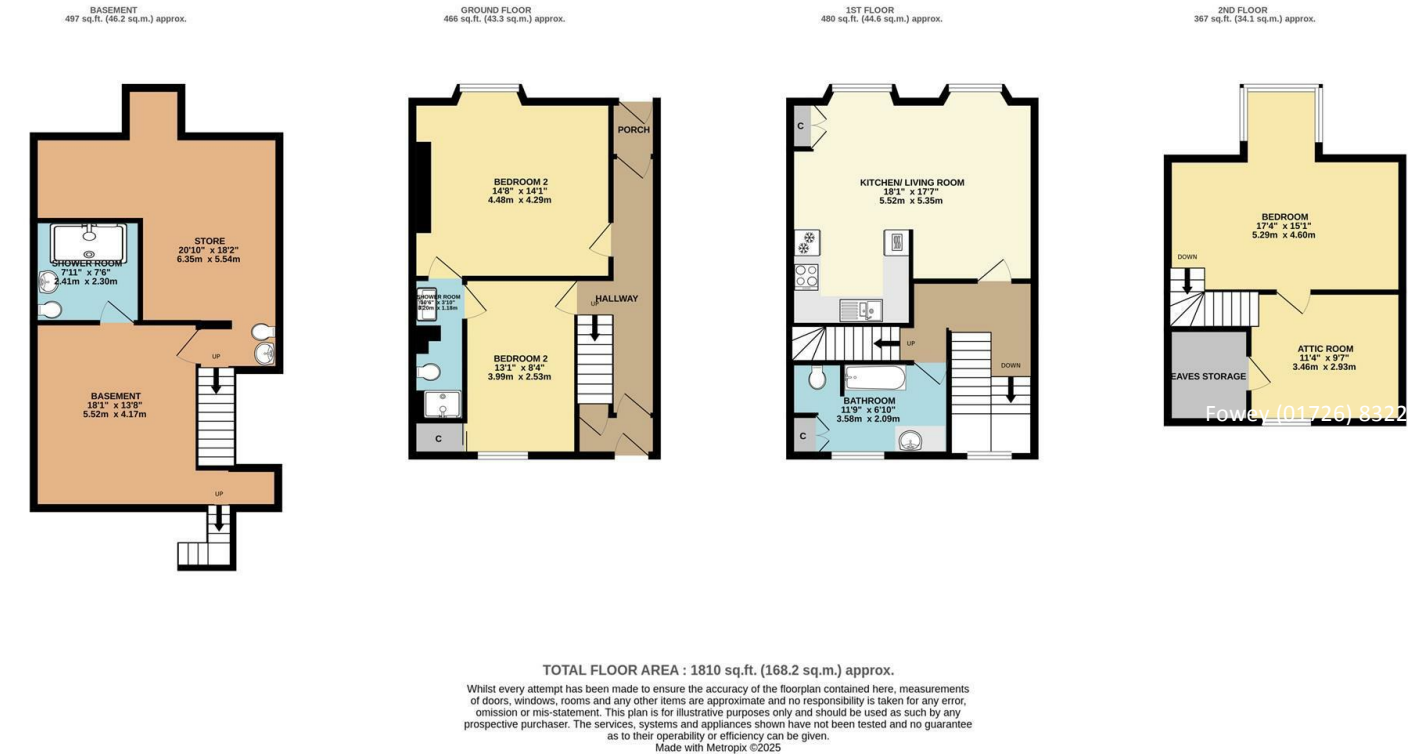 BASEMENT
497 sq.ft. (46.2 sq.m.) approx.
GROUND FLOOR
466 sq.ft. (43.3 sq.m.) approx.
1ST FLOOR
480 sq.ft. (44.6 sq.m.) approx.
2ND FLOOR
367 sq.ft. (34.1 sq.m.) approx.
STORE
20'10" x 18'2"
6.35m x 5.54m
SHOWER ROOM
7'11" x 7'6"
2.41m x 2.30m
UP
BASEMENT
18'1" x 13'8"
5.52m x 4.17m
UP
PORCH
BEDROOM 2
14'8" x 14'1"
4.48m x 4.29m
SHOWER ROOM
x 3'10"
x 1.18m
UP
HALLWAY
BEDROOM 2
13'1" x 8'4"
3.99m x 2.53m
C
C
KITCHEN/ LIVING ROOM
18'1" x 17'7"
5.52m x 5.35m
UP
DOWN
BATHROOM
11'9" x 6'10"
3.58m x 2.09m
C
BEDROOM
17'4" x 15'1"
5.29m x 4.60m
DOWN
ATTIC ROOM
11'4" x 9'7"
3.46m x 2.93m
EAVES STORAGE
Fowey (01726) 8322
TOTAL FLOOR AREA : 1810 sq.ft. (168.2 sq.m.) approx.
Whilst every attempt has been made to ensure the accuracy of the floorplan contained here, measurements
of doors, windows, rooms and any other items are approximate and no responsibility is taken for any error,
omission or mis-statement. This plan is for illustrative purposes only and should be used as such by any
prospective purchaser. The services, systems and appliances shown have not been tested and no guarantee
as to their operability or efficiency can be given.
Made with Metropix ©2025